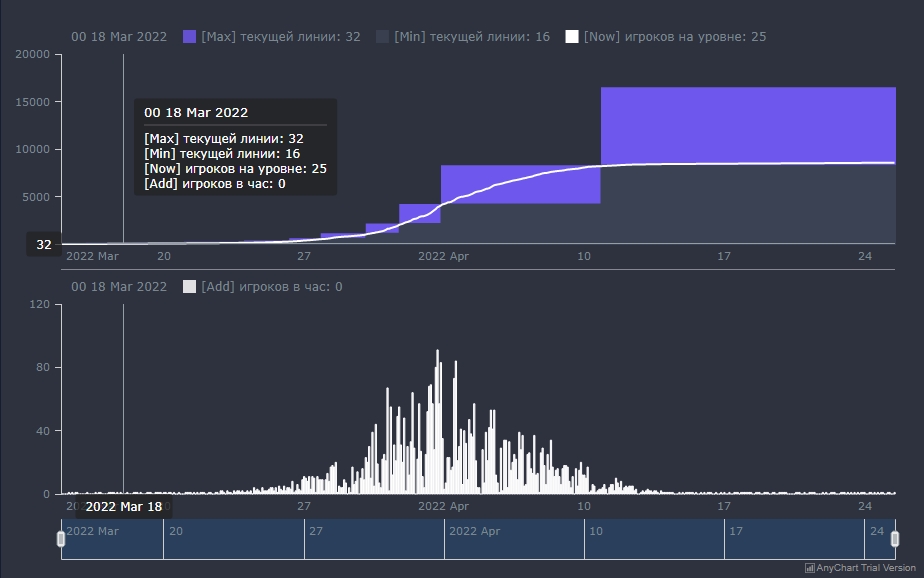 00 18 Mar 2022 [Max] текущей линии: 32 [Min] текущей линии: 16 [Now] игроков на уровне: 25
20000
15000
10000
5000
00 18 Mar 2022
[Max] текущей линии: 32
[Min] текущей линии: 16
[Now] игроков на уровне: 25
[Add] игроков в час: 0
32
2022 Mar 20 27 2022 Apr 10 17 24
00 18 Mar 2022 [Add] игроков в час: 0
120
80
40
0
27 2022 Apr 10 17 24
2022 Mar 18
2022 Mar 20 27 2022 Apr 10 17 24
AnyChart Trial Version